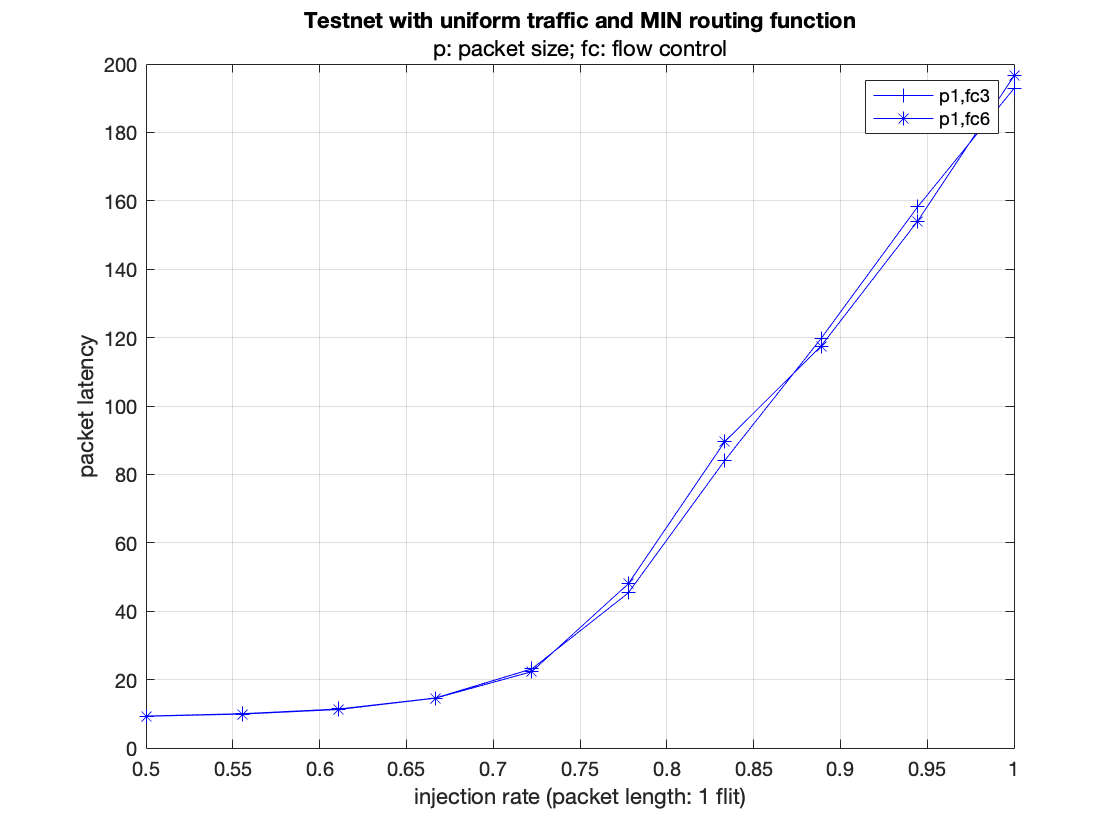 Testnet with uniform traffic and MIN routing function
p: packet size; fc: flow control
200
180
160
140
120
100
80
60
40
20
0
packet latency
p1,fc3
p1,fc6
0.5 0.55 0.6 0.65 0.7 0.75 0.8 0.85 0.9 0.95 1
injection rate (packet length: 1 flit)